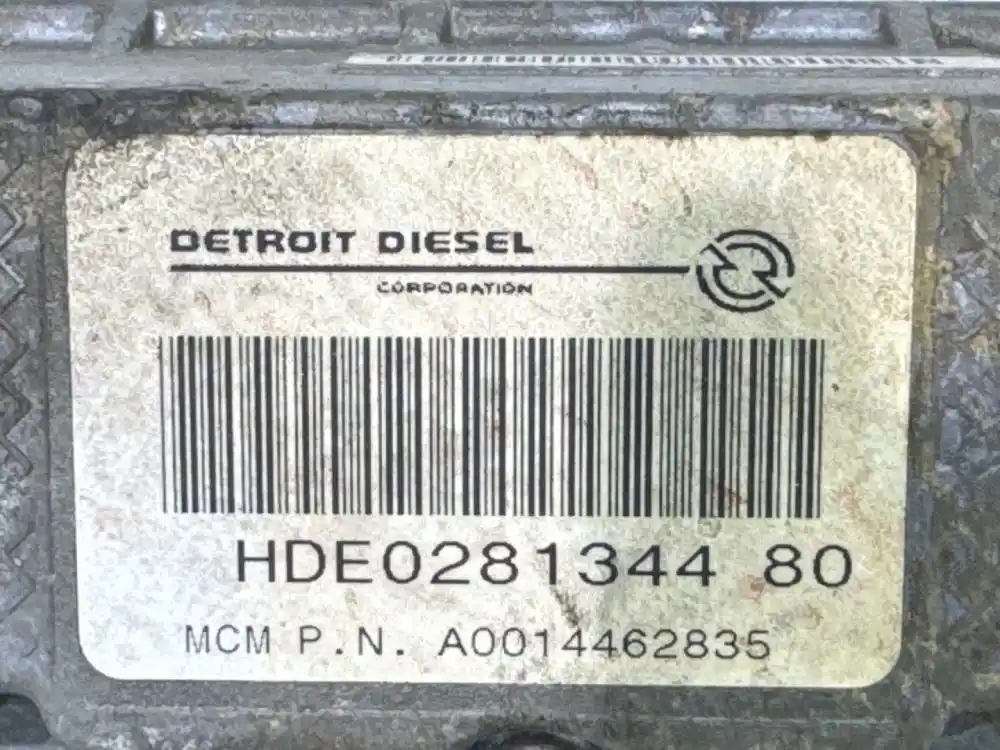 DETROIT DIESEL
CORPORATION
HDE0281344 80
MCM P.N. A0014462835